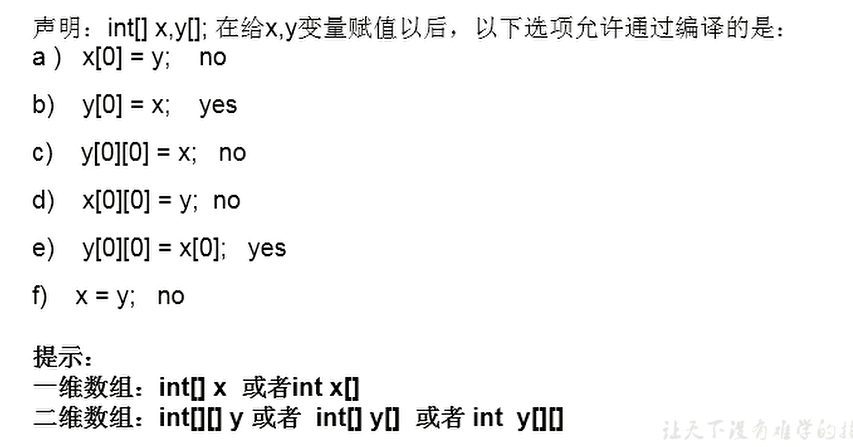 声明：int[] x,y[]; 在给x,y变量赋值以后，以下选项允许通过编译的是：
a ) x[0] = y; no
b) y[0] = x; yes
c) y[0][0] = x; no
d) x[0][0] = y; no
e) y[0][0] = x[0]; yes
f) x = y; no
提示：
一维数组：int[] x 或者int x[]
二维数组：int[][] y 或者 int[] y[] 或者 int y[][]
让天下没有难学的技